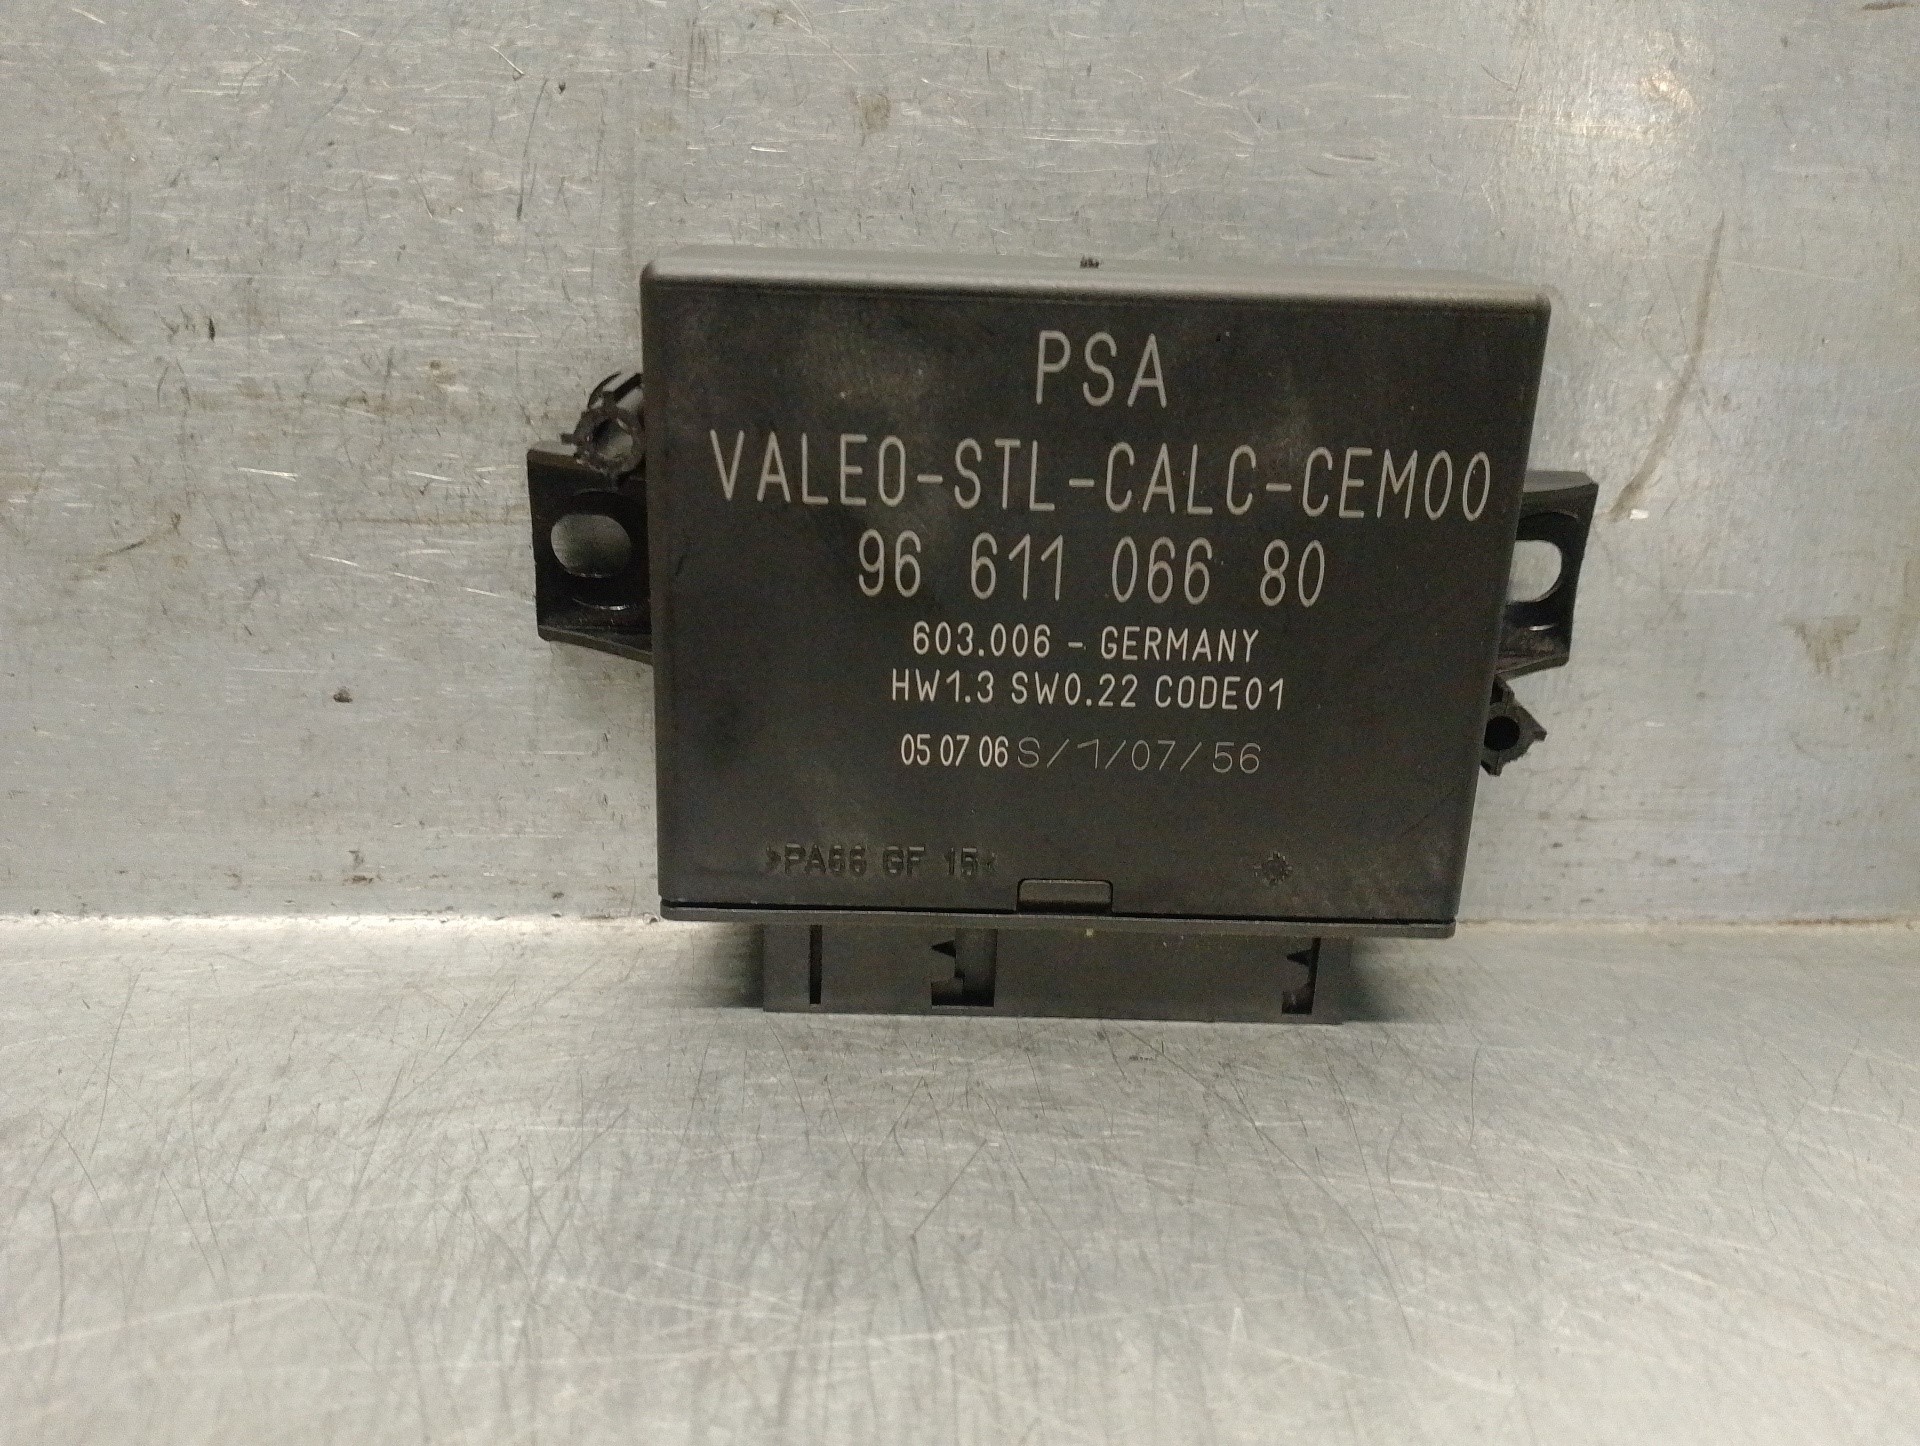 PSA
VALEO-STL-CALC-CEM00
96 611 066 80
603.006 - GERMANY
HW1.3 SW0.22 CODE01
05 07 06 S/1/07/56
>PA66 GF 15<